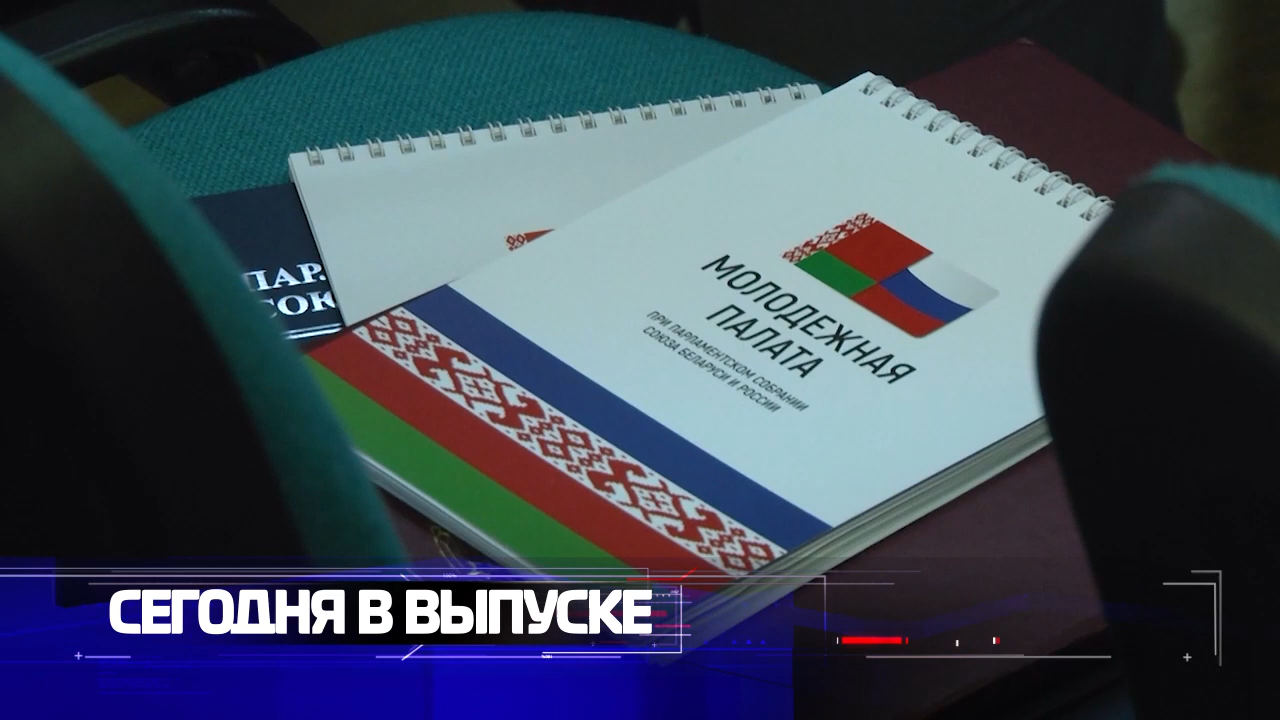 МОЛОДЕЖНАЯ
ПАЛАТА
ПРИ ПАРЛАМЕНТСКОМ СОБРАНИИ
СОЮЗА БЕЛАРУСИ И РОССИИ
СЕГОДНЯ В ВЫПУСКЕ